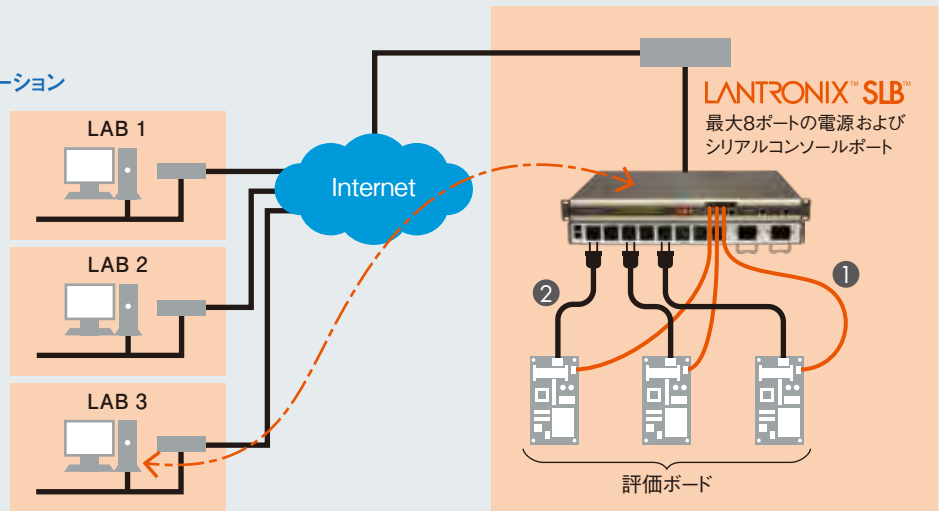 ーション
LAB 1
LAB 2
LAB 3
Internet
LANTRONIX™ SLB™
最大8ポートの電源および
シリアルコンソールポート
1
2
評価ボード